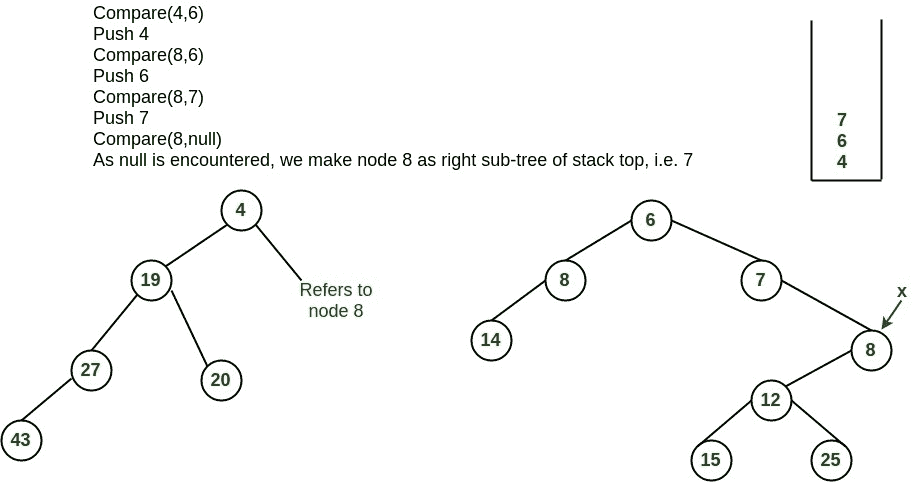 Compare(4,6)
Push 4
Compare(8,6)
Push 6
Compare(8,7)
Push 7
Compare(8,null)
As null is encountered, we make node 8 as right sub-tree of stack top, i.e. 7
7
6
4
4
19
Refers to
node 8
27
20
43
6
8
7
x
14
8
12
15
25